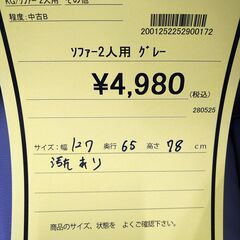 KG/ソファー2人用 その他
程度:中古B
2001252252900172
ソファー2人用 グレー
¥4,980
280525
サイズ:幅 127 奥行 65 高さ 78 cm
汚れあり
商品のサイズ、状態を よくご確認下さい。